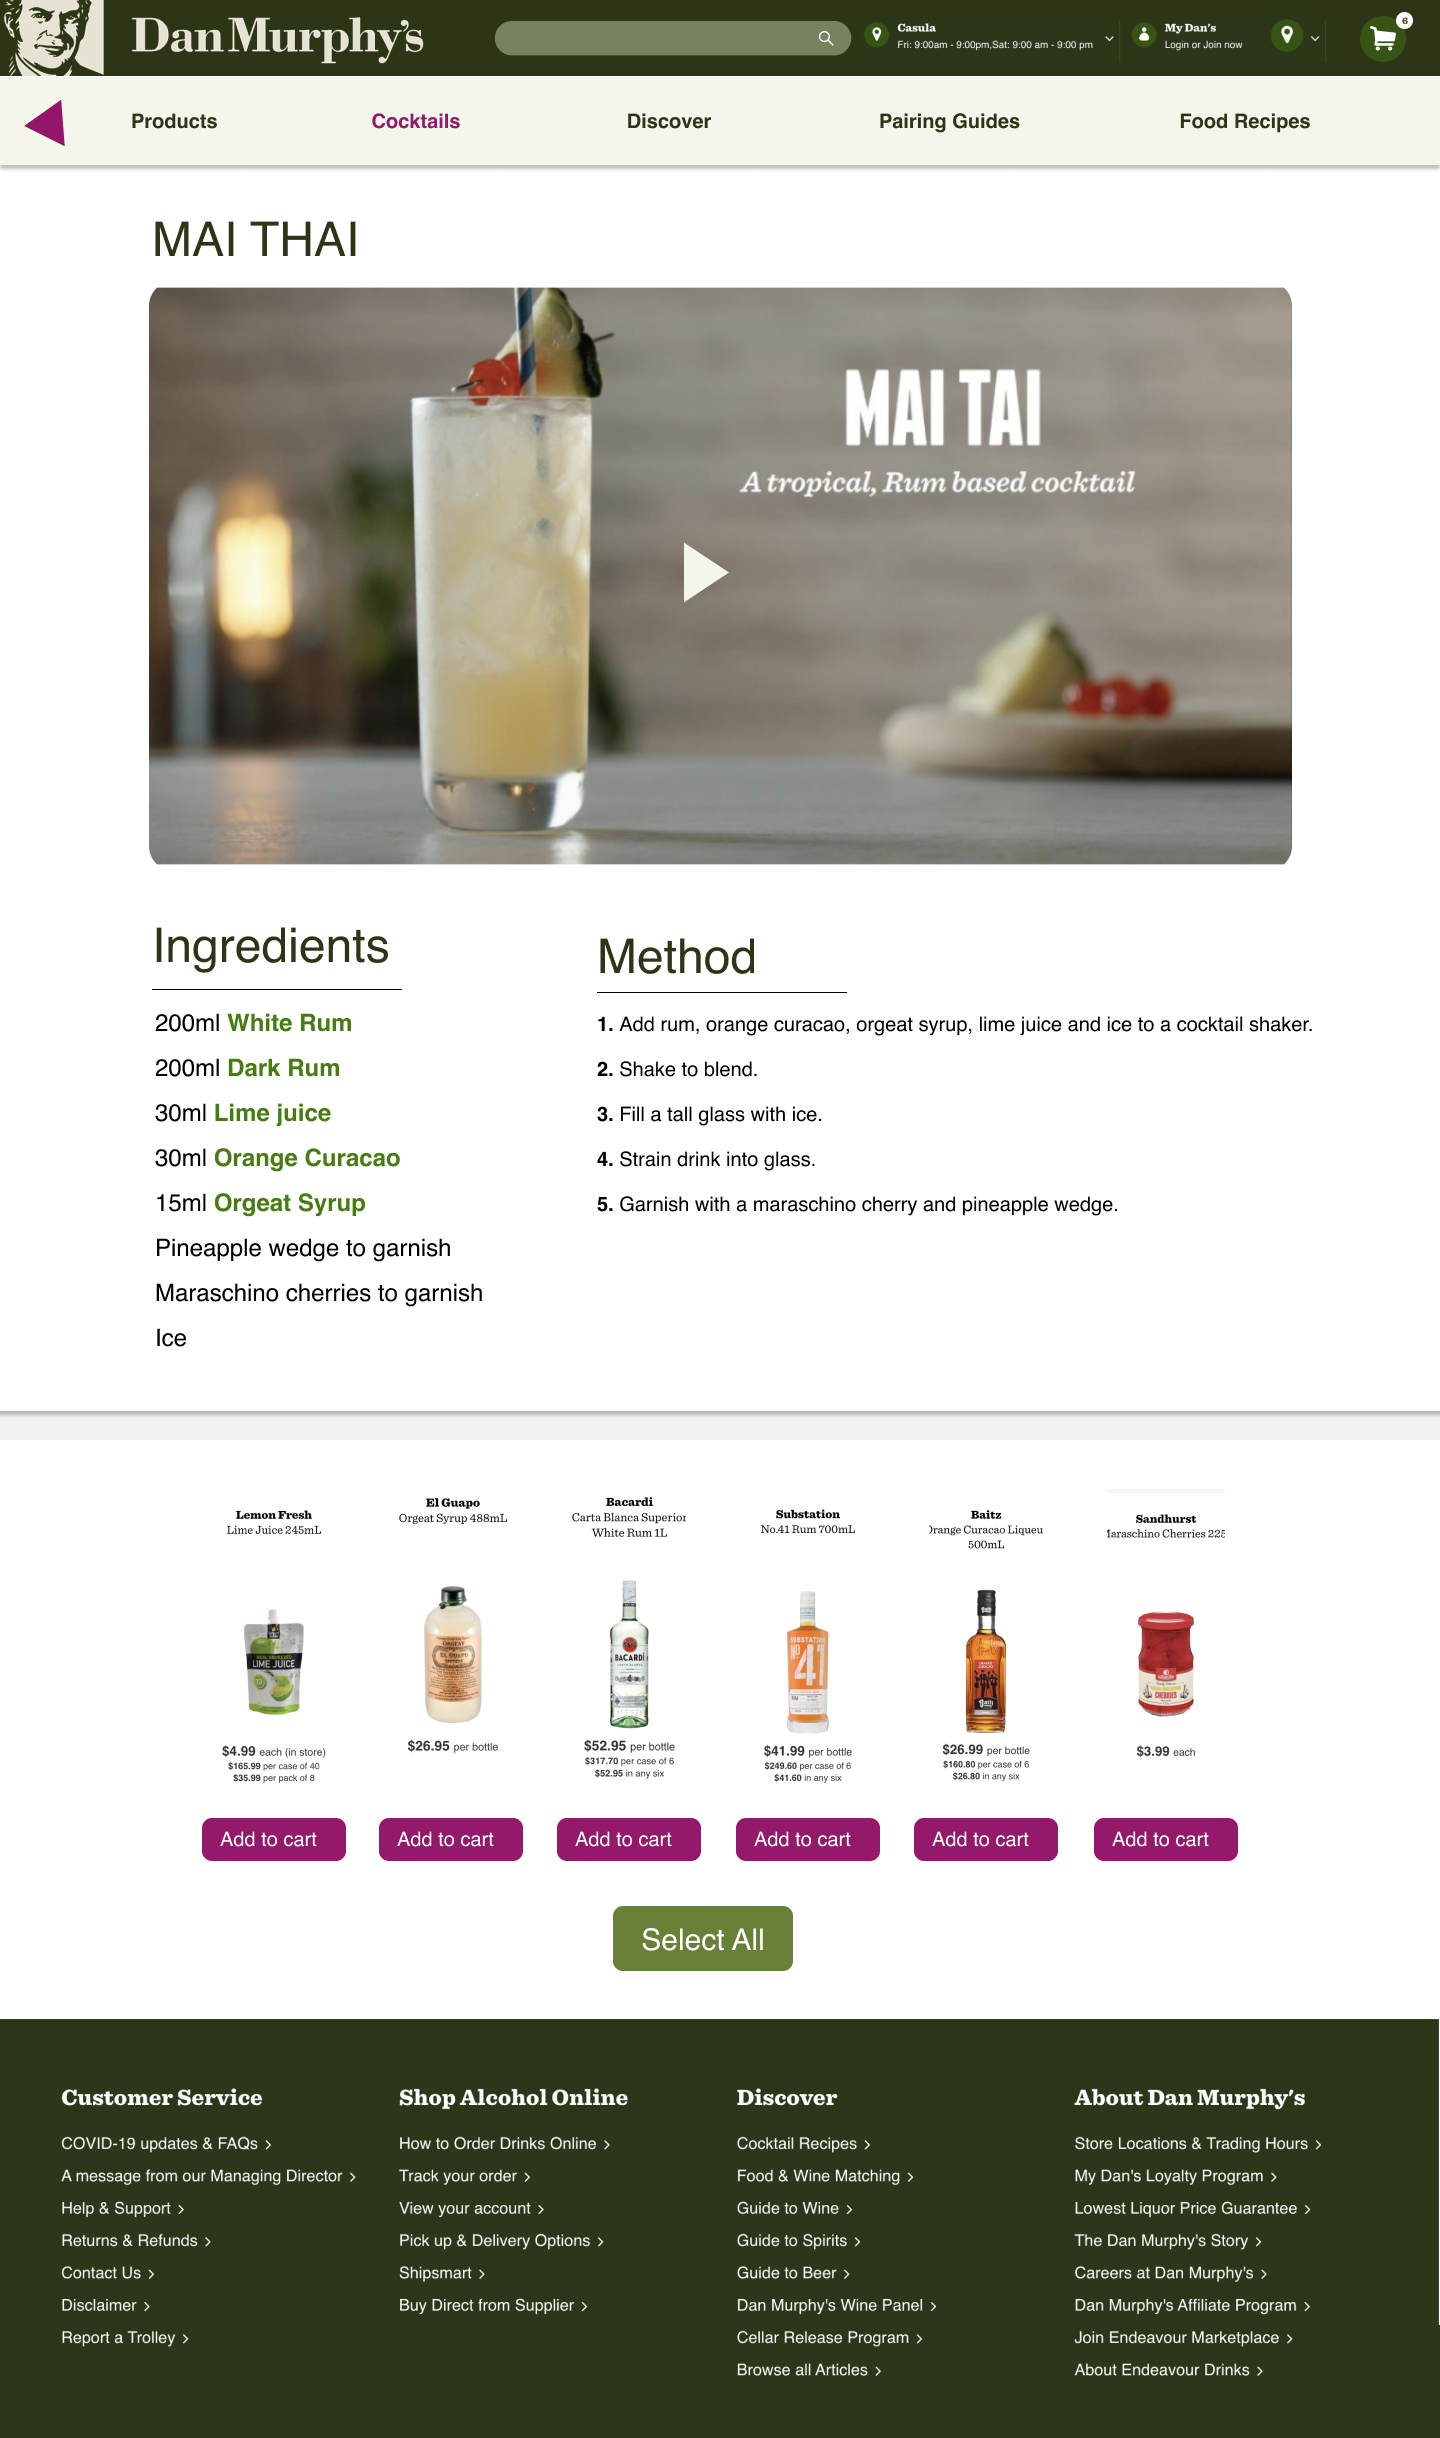 Dan Murphy's
Casula
Fri: 9:00am - 9:00pm,Sat: 9:00 am - 9:00 pm
My Dan's
Login or Join now
6
Products
Cocktails
Discover
Pairing Guides
Food Recipes
MAI THAI
MAI TAI
A tropical, Rum based cocktail
Ingredients
200ml White Rum
200ml Dark Rum
30ml Lime juice
30ml Orange Curacao
15ml Orgeat Syrup
Pineapple wedge to garnish
Maraschino cherries to garnish
Ice
Method
1. Add rum, orange curacao, orgeat syrup, lime juice and ice to a cocktail shaker.
2. Shake to blend.
3. Fill a tall glass with ice.
4. Strain drink into glass.
5. Garnish with a maraschino cherry and pineapple wedge.
Lemon Fresh
Lime Juice 245mL
LIME JUICE
$4.99 each (in store)
$165.99 per case of 40
$35.99 per pack of 8
Add to cart
El Guapo
Orgeat Syrup 488mL
ORGEAT
EL GUAPO
$26.95 per bottle
Add to cart
Bacardi
Carta Blanca Superior
White Rum 1L
BACARDI
$52.95 per bottle
$317.70 per case of 6
$52.95 in any six
Add to cart
Substation
No.41 Rum 700mL
SUBSTATION
No 41
$41.99 per bottle
$249.60 per case of 6
$41.60 in any six
Add to cart
Baitz
Orange Curacao Liqueu
500mL
$26.99 per bottle
$160.80 per case of 6
$26.80 in any six
Add to cart
Sandhurst
Maraschino Cherries 225
CHERRIES
$3.99 each
Add to cart
Select All
Customer Service
COVID-19 updates & FAQs >
A message from our Managing Director >
Help & Support >
Returns & Refunds >
Contact Us >
Disclaimer >
Report a Trolley >
Shop Alcohol Online
How to Order Drinks Online >
Track your order >
View your account >
Pick up & Delivery Options >
Shipsmart >
Buy Direct from Supplier >
Discover
Cocktail Recipes >
Food & Wine Matching >
Guide to Wine >
Guide to Spirits >
Guide to Beer >
Dan Murphy's Wine Panel >
Cellar Release Program >
Browse all Articles >
About Dan Murphy's
Store Locations & Trading Hours >
My Dan's Loyalty Program >
Lowest Liquor Price Guarantee >
The Dan Murphy's Story >
Careers at Dan Murphy's >
Dan Murphy's Affiliate Program >
Join Endeavour Marketplace >
About Endeavour Drinks >